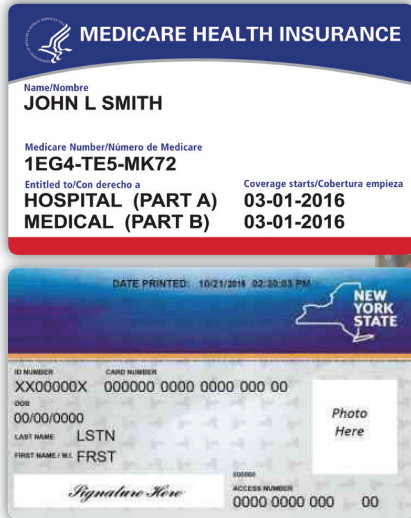 MEDICARE HEALTH INSURANCE
Name/Nombre
JOHN L SMITH
Medicare Number/Número de Medicare
1EG4-TE5-MK72
Entitled to/Con derecho a Coverage starts/Cobertura empieza
HOSPITAL (PART A) 03-01-2016
MEDICAL (PART B) 03-01-2016
DATE PRINTED: 10/21/2016 02:30:03 PM
NEW
YORK
STATE
ID NUMBER CARD NUMBER
XX00000X 000000 0000 0000 000 00
DOB
00/00/0000
LAST NAME LSTN
FIRST NAME / M.I. FRST
Photo
Here
Signature Here
000000
ACCESS NUMBER
0000 0000 000 00